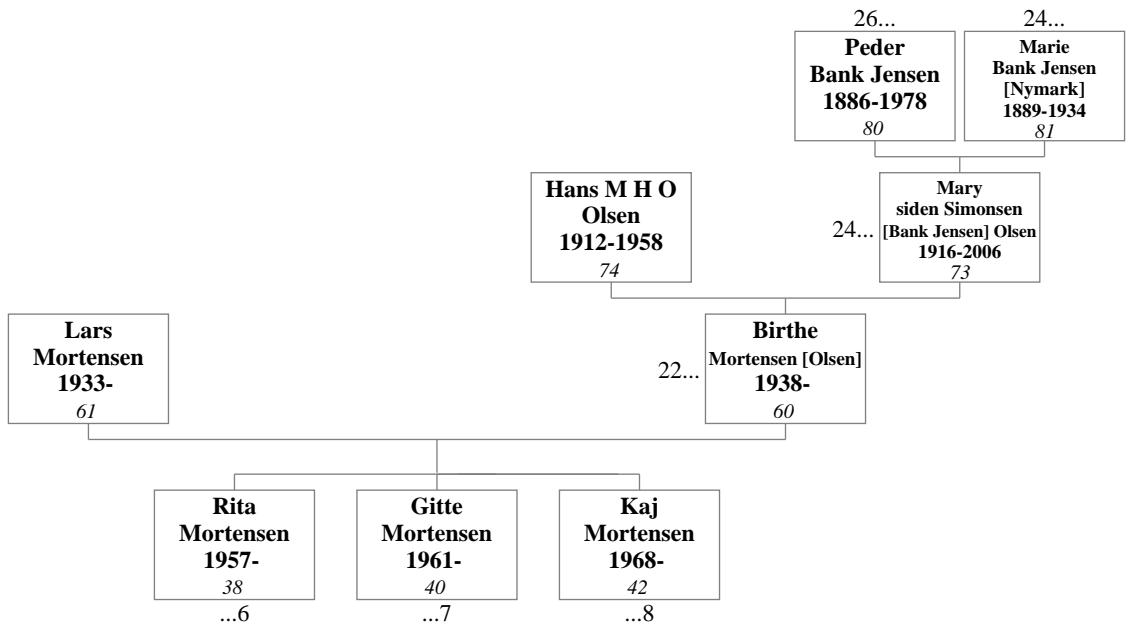 26...
Peder
Bank Jensen
1886-1978
80
24...
Marie
Bank Jensen
[Nymark]
1889-1934
81
Hans M H O
Olsen
1912-1958
74
24...
Mary
siden Simonsen
[Bank Jensen] Olsen
1916-2006
73
Lars
Mortensen
1933-
61
22...
Birthe
Mortensen [Olsen]
1938-
60
Rita
Mortensen
1957-
38
...6
Gitte
Mortensen
1961-
40
...7
Kaj
Mortensen
1968-
42
...8